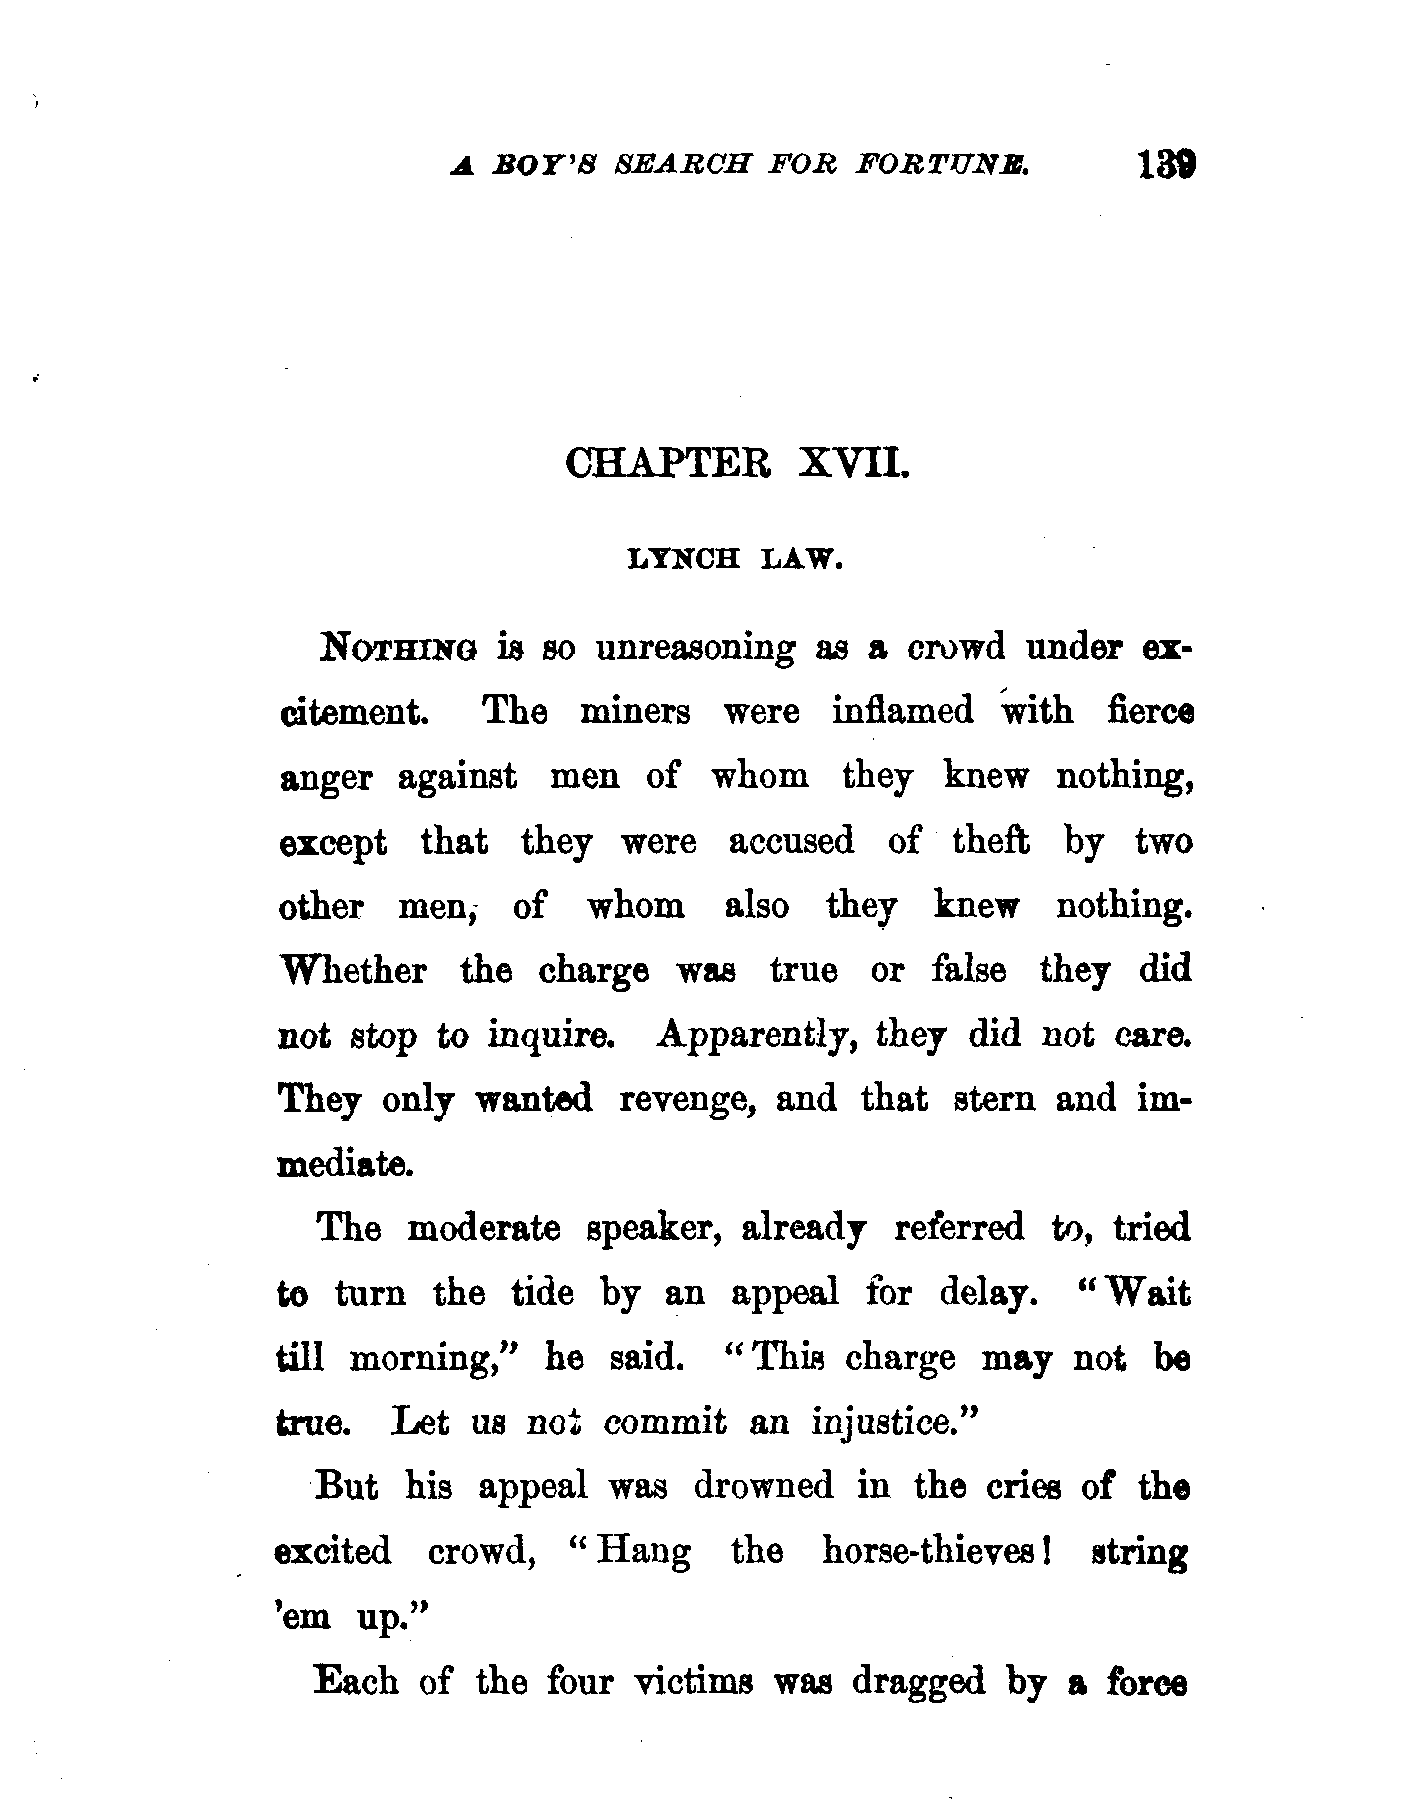 A BOY'S SEARCH FOR FORTUNE. 139
CHAPTER XVII.
LYNCH LAW.
NOTHING is so unreasoning as a crowd under ex-
citement. The miners were inflamed with fierce
anger against men of whom they knew nothing,
except that they were accused of theft by two
other men, of whom also they knew nothing.
Whether the charge was true or false they did
not stop to inquire. Apparently, they did not care.
They only wanted revenge, and that stern and im-
mediate.
The moderate speaker, already referred to, tried
to turn the tide by an appeal for delay. "Wait
till morning," he said. "This charge may not be
true. Let us not commit an injustice."
But his appeal was drowned in the cries of the
excited crowd, "Hang the horse-thieves! string
'em up."
Each of the four victims was dragged by a force